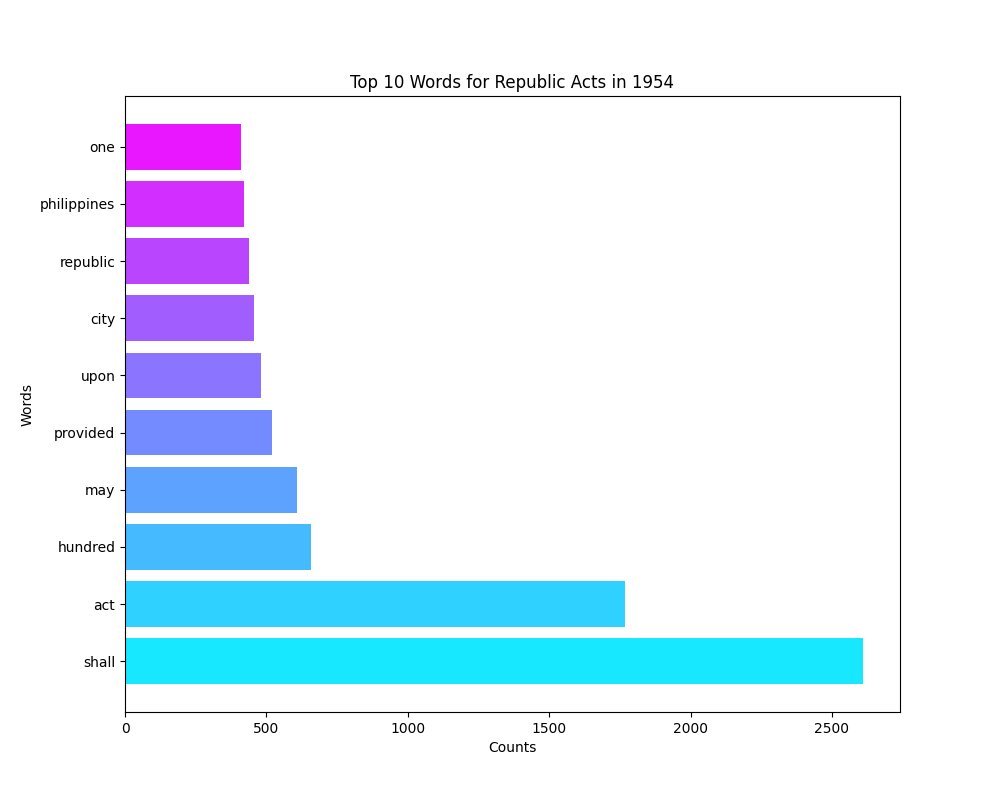 Top 10 Words for Republic Acts in 1954
one
philippines
republic
city
upon
provided
may
hundred
act
shall
Words
0 500 1000 1500 2000 2500
Counts